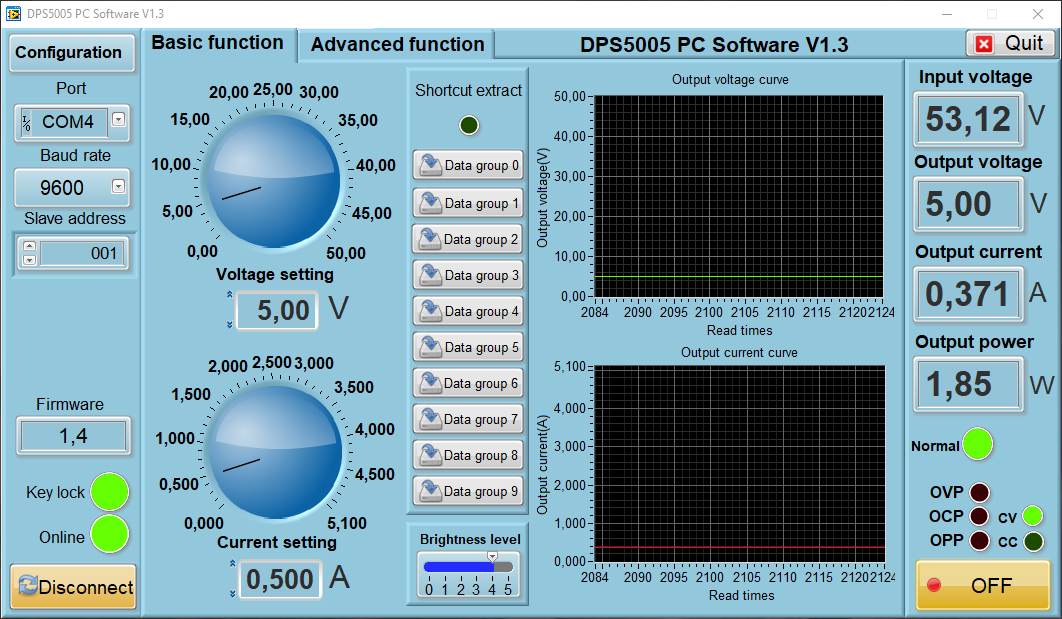 DPS5005 PC Software V1.3
Basic function
Advanced function
DPS5005 PC Software V1.3
Quit
Configuration
Port
COM4
Baud rate
9600
Slave address
001
Firmware
1,4
Key lock
Online
Disconnect
20,00 25,00 30,00
15,00 35,00
10,00 40,00
5,00 45,00
0,00 50,00
Voltage setting
5,00 V
2,000 2,500 3,000
1,500 3,500
1,000 4,000
0,500 4,500
0,000 5,100
Current setting
0,500 A
Shortcut extract
Data group 0
Data group 1
Data group 2
Data group 3
Data group 4
Data group 5
Data group 6
Data group 7
Data group 8
Data group 9
Brightness level
0 1 2 3 4 5
Output voltage curve
Output voltage(V)
50,00
40,00
30,00
20,00
10,00
0,00
2084 2090 2095 2100 2105 2110 2115 2120 2124
Read times
Output current curve
Output current(A)
5,100
4,000
3,000
2,000
1,000
0,000
2084 2090 2095 2100 2105 2110 2115 2120 2124
Read times
Input voltage
53,12 V
Output voltage
5,00 V
Output current
0,371 A
Output power
1,85 W
Normal
OVP
OCP CV
OPP CC
OFF